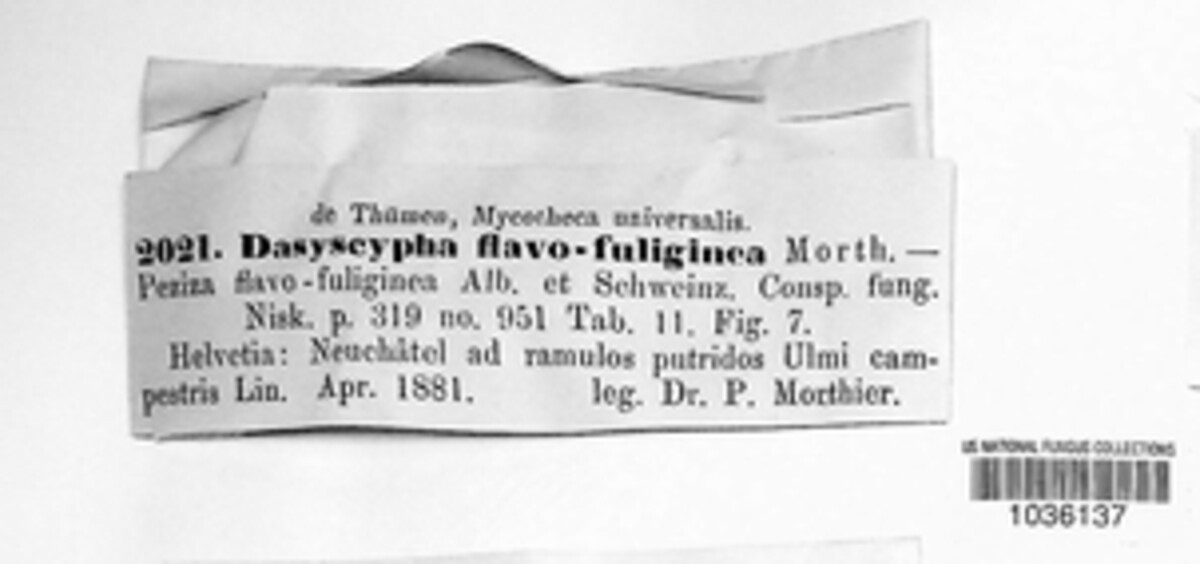 de Thümen, Mycotheca universalis.
2021. Dasyscypha flavo-fuliginea Morth. —
Peziza flavo-fuliginea Alb. et Schweinz. Consp. fung.
Nisk. p. 319 no. 951 Tab. 11. Fig. 7.
Helvetia: Neuchâtel ad ramulos putridos Ulmi cam-
pestris Lin. Apr. 1881. leg. Dr. P. Morthier.
US NATIONAL FUNGUS COLLECTIONS
1036137